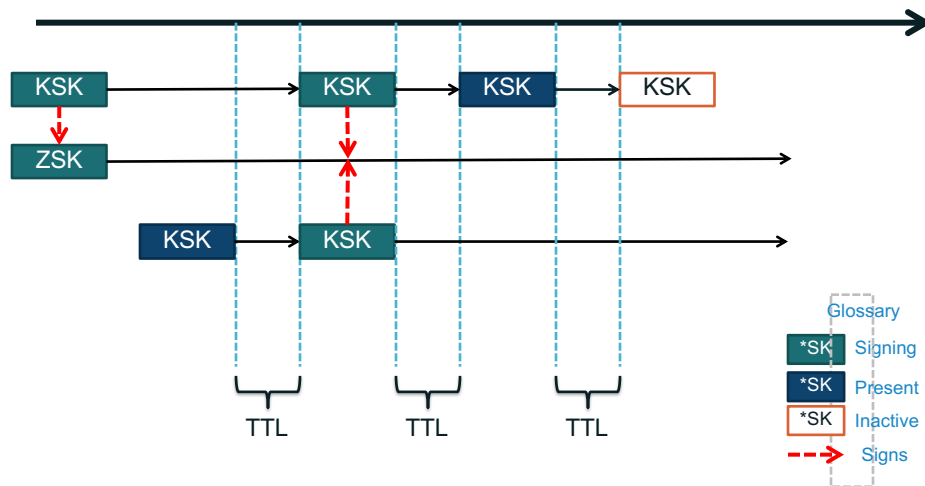 KSK
KSK
KSK
KSK
ZSK
KSK
KSK
TTL
TTL
TTL
Glossary
*SK Signing
*SK Present
*SK Inactive
Signs